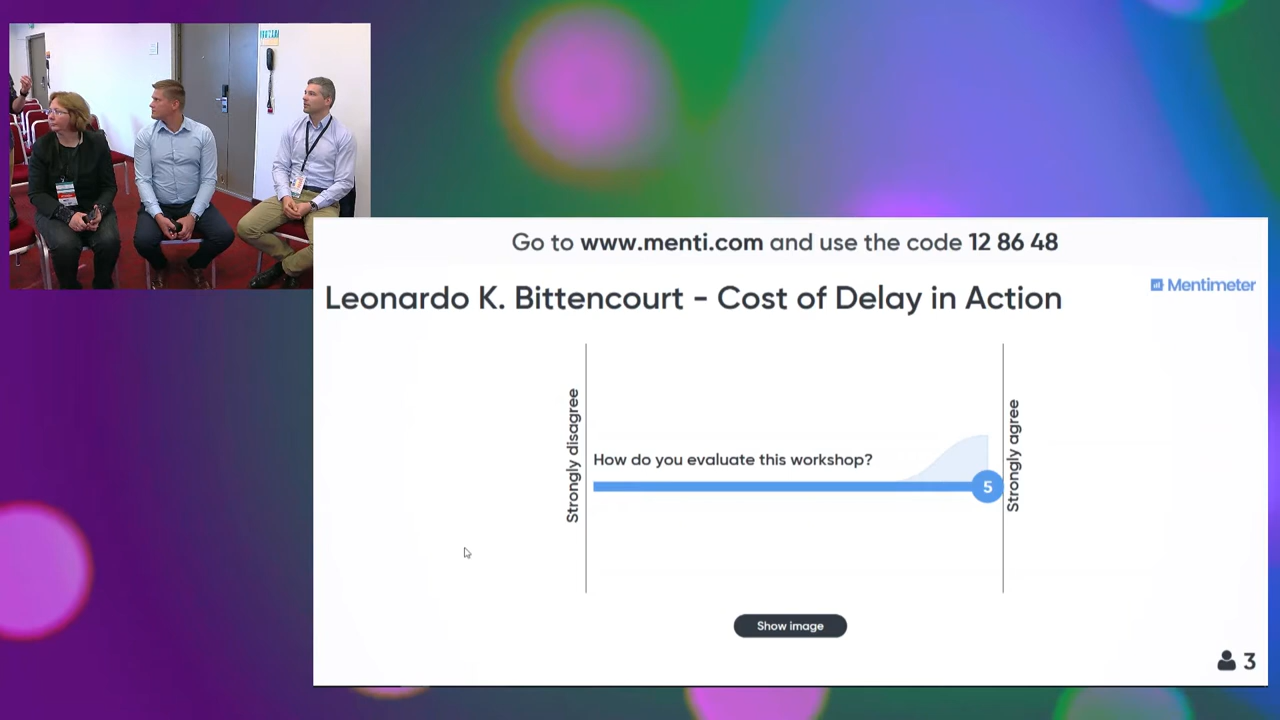 Go to www.menti.com and use the code 12 86 48
Leonardo K. Bittencourt - Cost of Delay in Action
Mentimeter
Strongly disagree
How do you evaluate this workshop?
5
Strongly agree
Show image
3